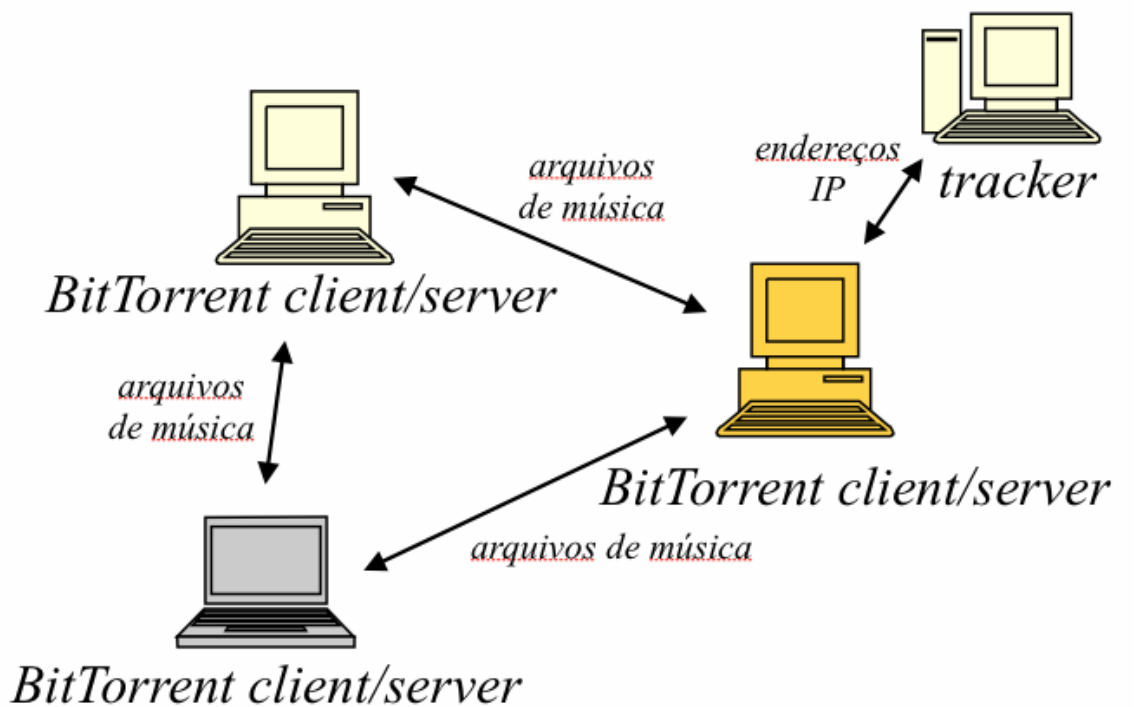 endereços
IP
tracker
arquivos
de música
BitTorrent client/server
arquivos
de música
BitTorrent client/server
arquivos de música
BitTorrent client/server